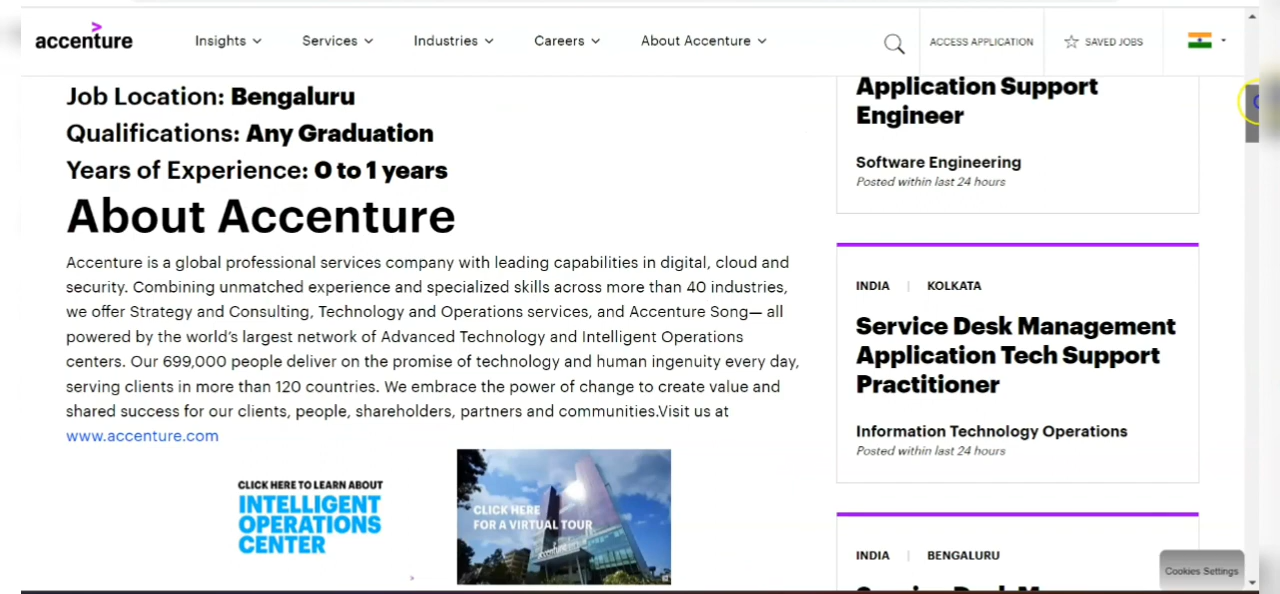 accenture
Insights
Services
Industries
Careers
About Accenture
ACCESS APPLICATION
SAVED JOBS
Job Location: Bengaluru
Qualifications: Any Graduation
Years of Experience: 0 to 1 years
About Accenture
Accenture is a global professional services company with leading capabilities in digital, cloud and
security. Combining unmatched experience and specialized skills across more than 40 industries,
we offer Strategy and Consulting, Technology and Operations services, and Accenture Song— all
powered by the world's largest network of Advanced Technology and Intelligent Operations
centers. Our 699,000 people deliver on the promise of technology and human ingenuity every day,
serving clients in more than 120 countries. We embrace the power of change to create value and
shared success for our clients, people, shareholders, partners and communities.Visit us at
www.accenture.com
CLICK HERE TO LEARN ABOUT
INTELLIGENT
OPERATIONS
CENTER
CLICK HERE
FOR A VIRTUAL TOUR
accenture
Application Support
Engineer
Software Engineering
Posted within last 24 hours
INDIA | KOLKATA
Service Desk Management
Application Tech Support
Practitioner
Information Technology Operations
Posted within last 24 hours
INDIA | BENGALURU
Cookies Settings